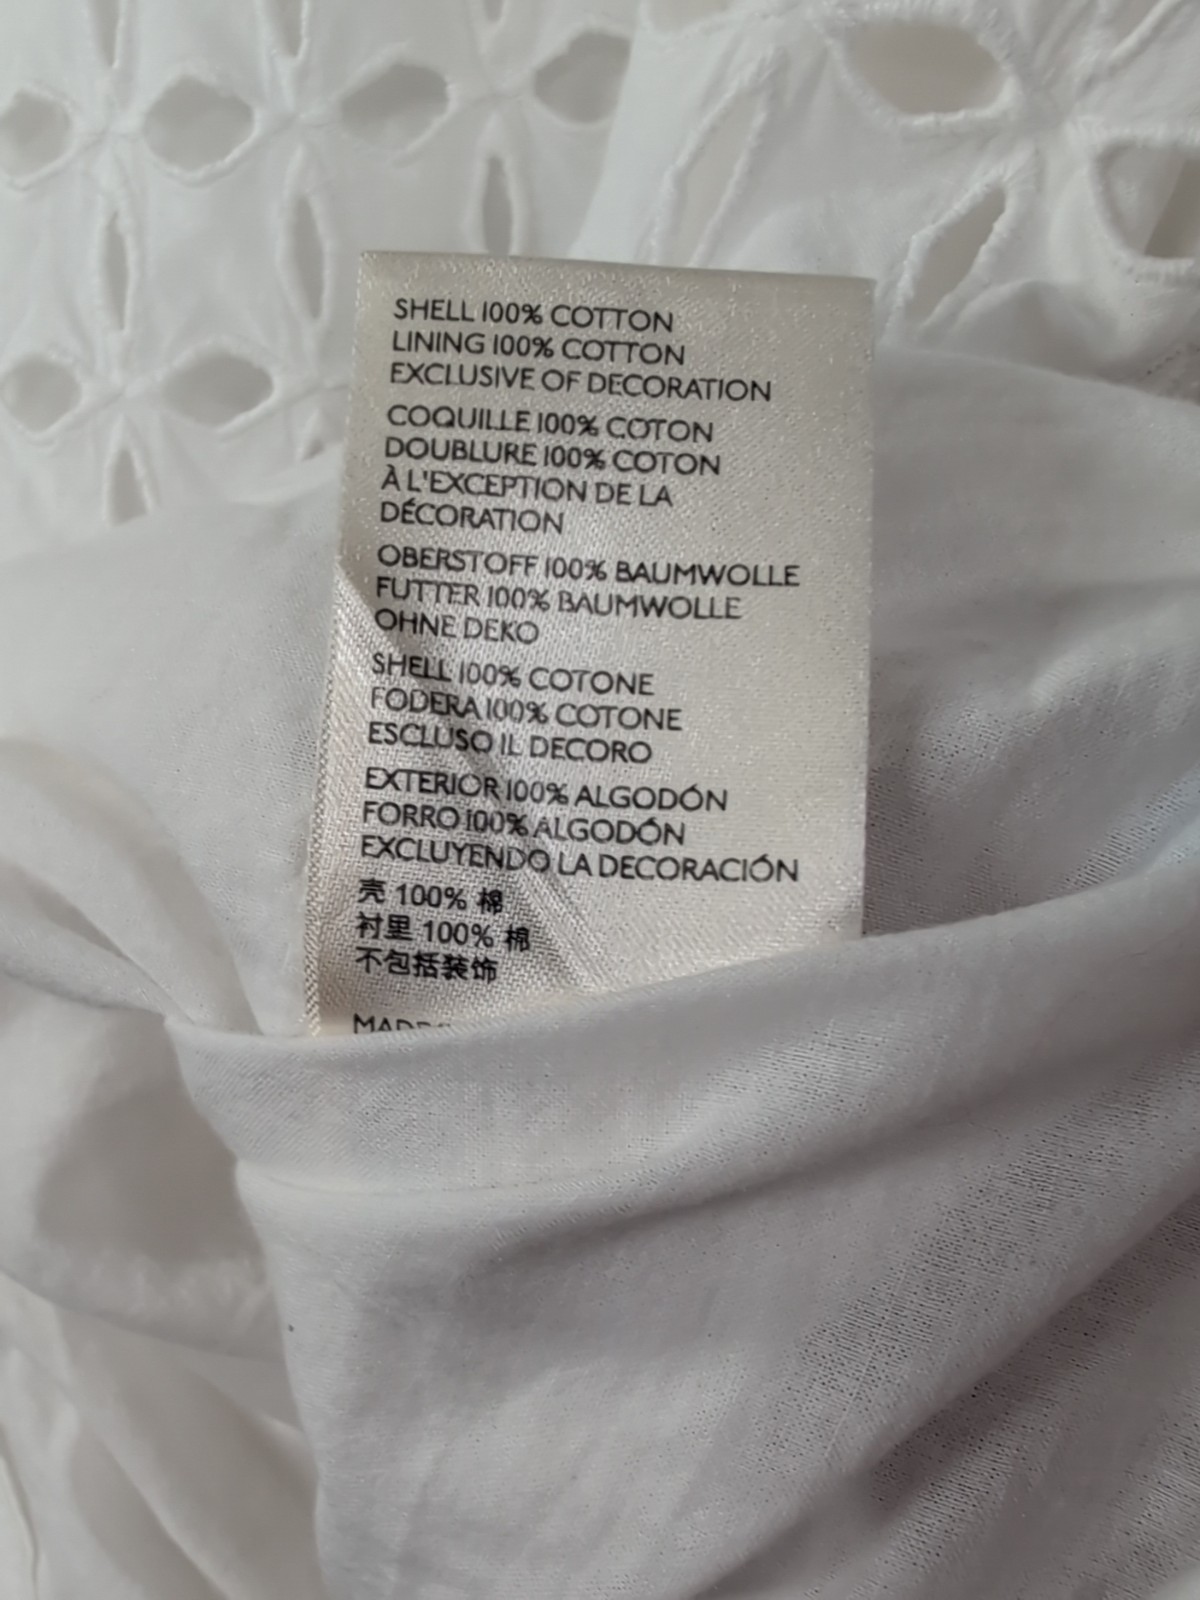 SHELL 100% COTTON
LINING 100% COTTON
EXCLUSIVE OF DECORATION
COQUILLE 100% COTON
DOUBLURE 100% COTON
À L'EXCEPTION DE LA
DÉCORATION
OBERSTOFF 100% BAUMWOLLE
FUTTER 100% BAUMWOLLE
OHNE DEKO
SHELL 100% COTONE
FODERA 100% COTONE
ESCLUSO IL DECORO
EXTERIOR 100% ALGODÓN
FORRO 100% ALGODÓN
EXCLUYENDO LA DECORACIÓN
壳 100% 棉
衬里 100% 棉
不包括装饰